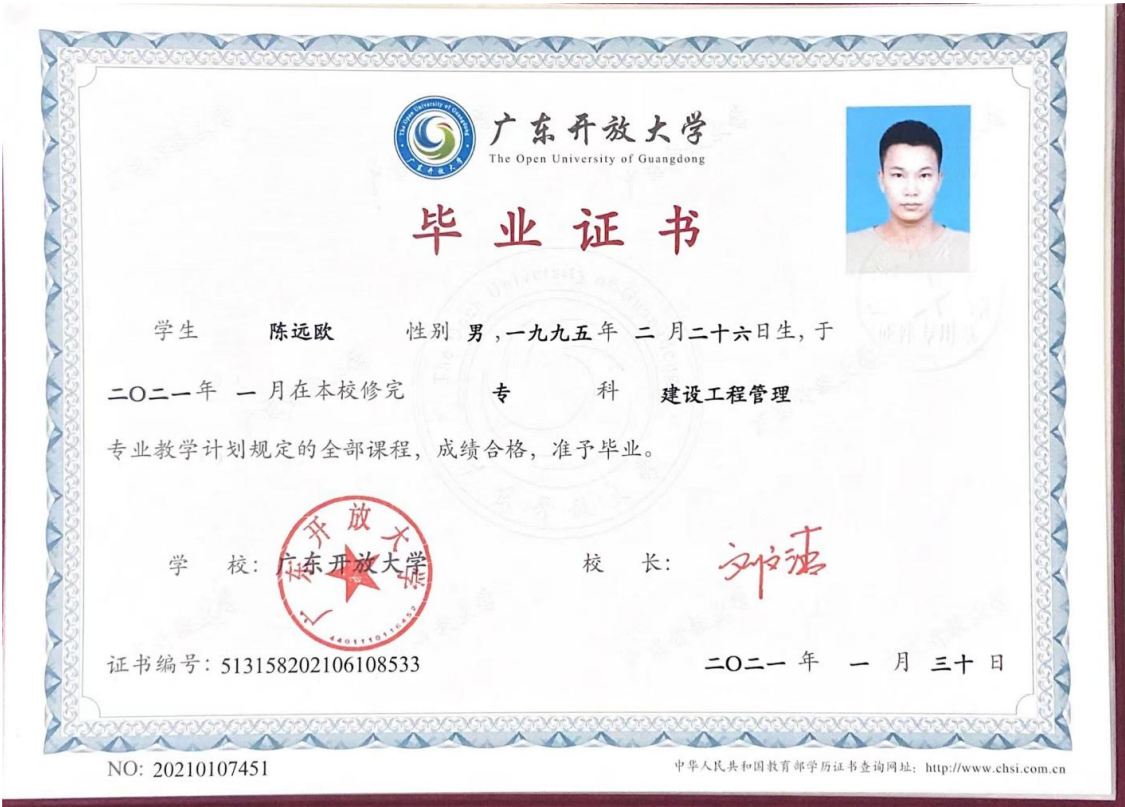 广东开放大学
The Open University of Guangdong
毕业证书
学生 陈远欧 性别 男,一九九五年 二 月二十六日生,于
二〇二一年 一 月在本校修完 专 科 建设工程管理
专业教学计划规定的全部课程,成绩合格,准予毕业。
学 校:广东开放大学 校 长:
广东开放大学
证书编号:513158202106108533 二〇二一 年 一 月 三十 日
NO: 20210107451 中华人民共和国教育部学历证书查询网址:http://www.chsi.com.cn